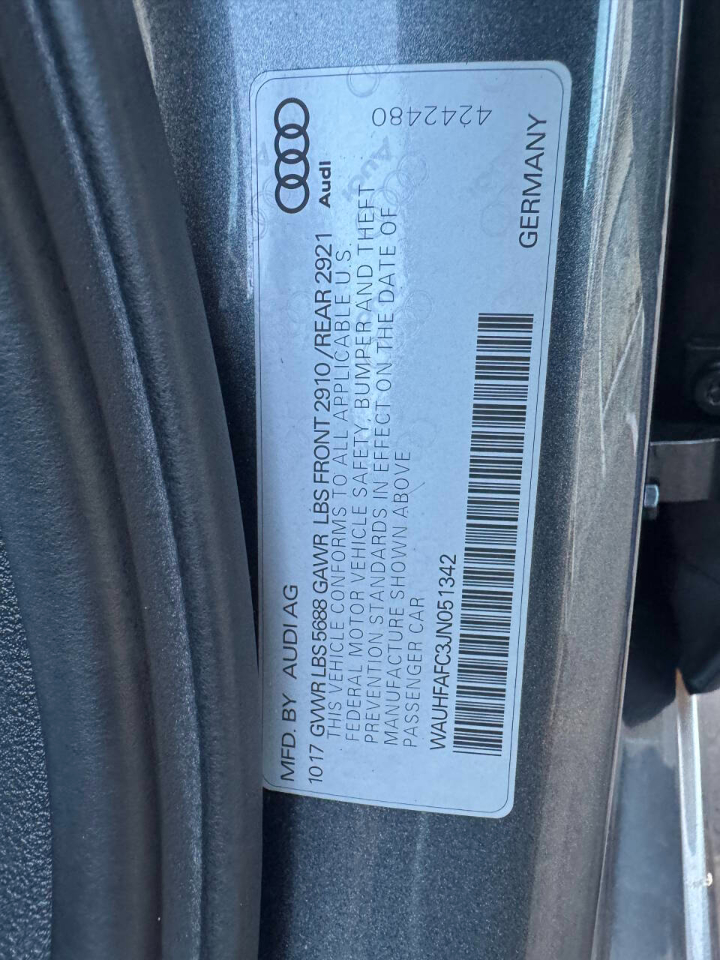 MFD. BY AUDI AG
Audi
1017 GVWR LBS 5688 GAWR LBS FRONT 2910 /REAR 2921
THIS VEHICLE CONFORMS TO ALL APPLICABLE U.S.
FEDERAL MOTOR VEHICLE SAFETY, BUMPER AND THEFT
PREVENTION STANDARDS IN EFFECT ON THE DATE OF
MANUFACTURE SHOWN ABOVE
PASSENGER CAR
4242480
WAUHFAFC3JN051342
GERMANY